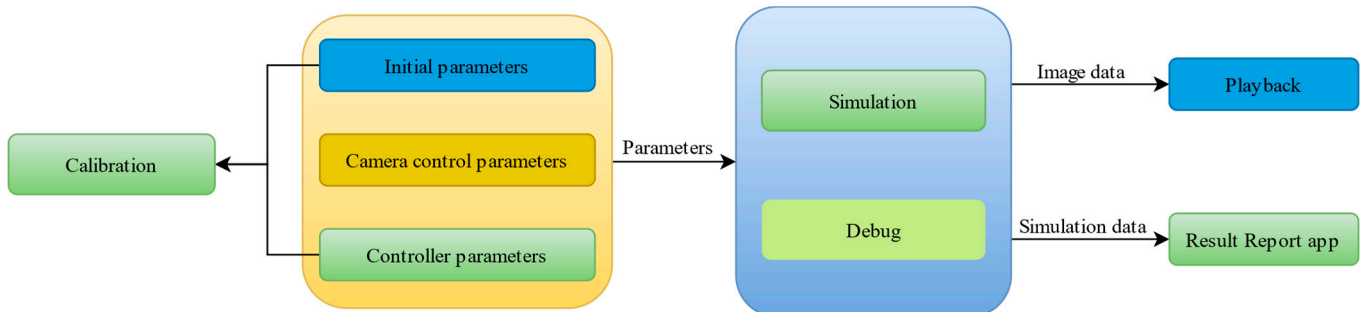 Calibration
Initial parameters
Camera control parameters
Controller parameters
Parameters
Simulation
Debug
Image data
Playback
Simulation data
Result Report app